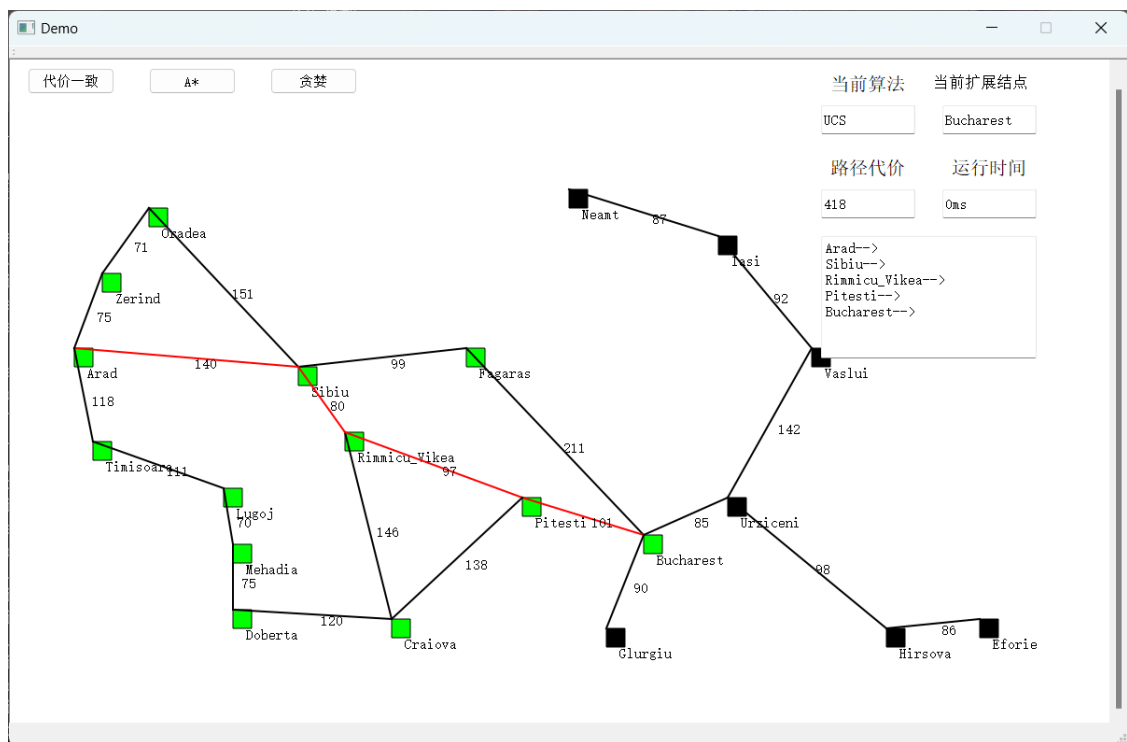 Demo
代价一致
A*
贪婪
当前算法
当前扩展结点
UCS
Bucharest
路径代价
运行时间
418
0ms
Arad-->
Sibiu-->
Rimmicu_Vikea-->
Pitesti-->
Bucharest-->
Neamt
87
Iasi
Oradea
71
Zerind
151
92
75
140
99
Arad
Sibiu
Fagaras
Vaslui
118
80
142
211
Timisoara
111
Rimmicu_Vikea
97
Lugoj
70
Pitesti
101
85
Urziceni
146
Bucharest
138
Mehadia
75
90
98
120
Doberta
Craiova
86
Glurgiu
Hirsova
Eforie